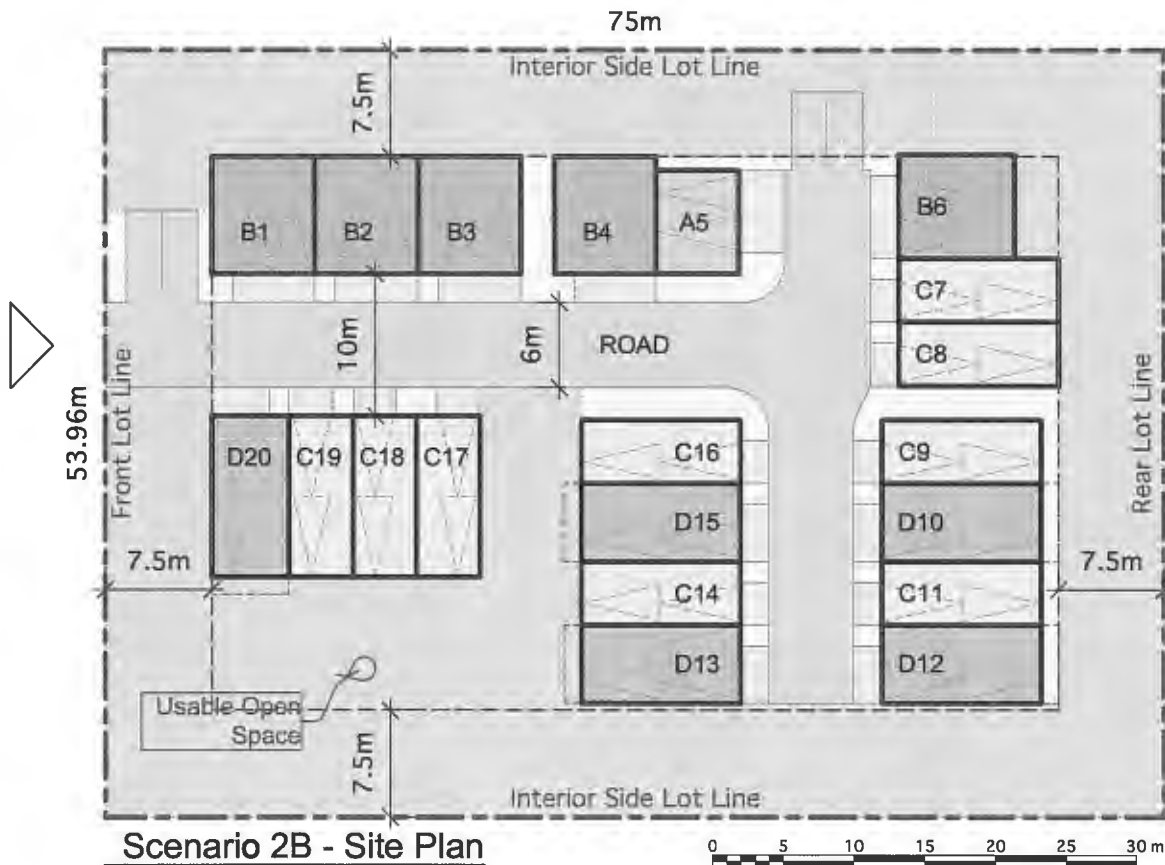 75m
Interior Side Lot Line
7.5m
B1 B2 B3 B4 A5 B6
C7
10m 6m ROAD C8
53.96m
Front Lot Line
Rear Lot Line
D20 C19 C18 C17 C16 C9
D15 D10
7.5m 7.5m
C14 C11
D13 D12
Usable Open
Space
7.5m
Interior Side Lot Line
Scenario 2B - Site Plan
0 5 10 15 20 25 30 m